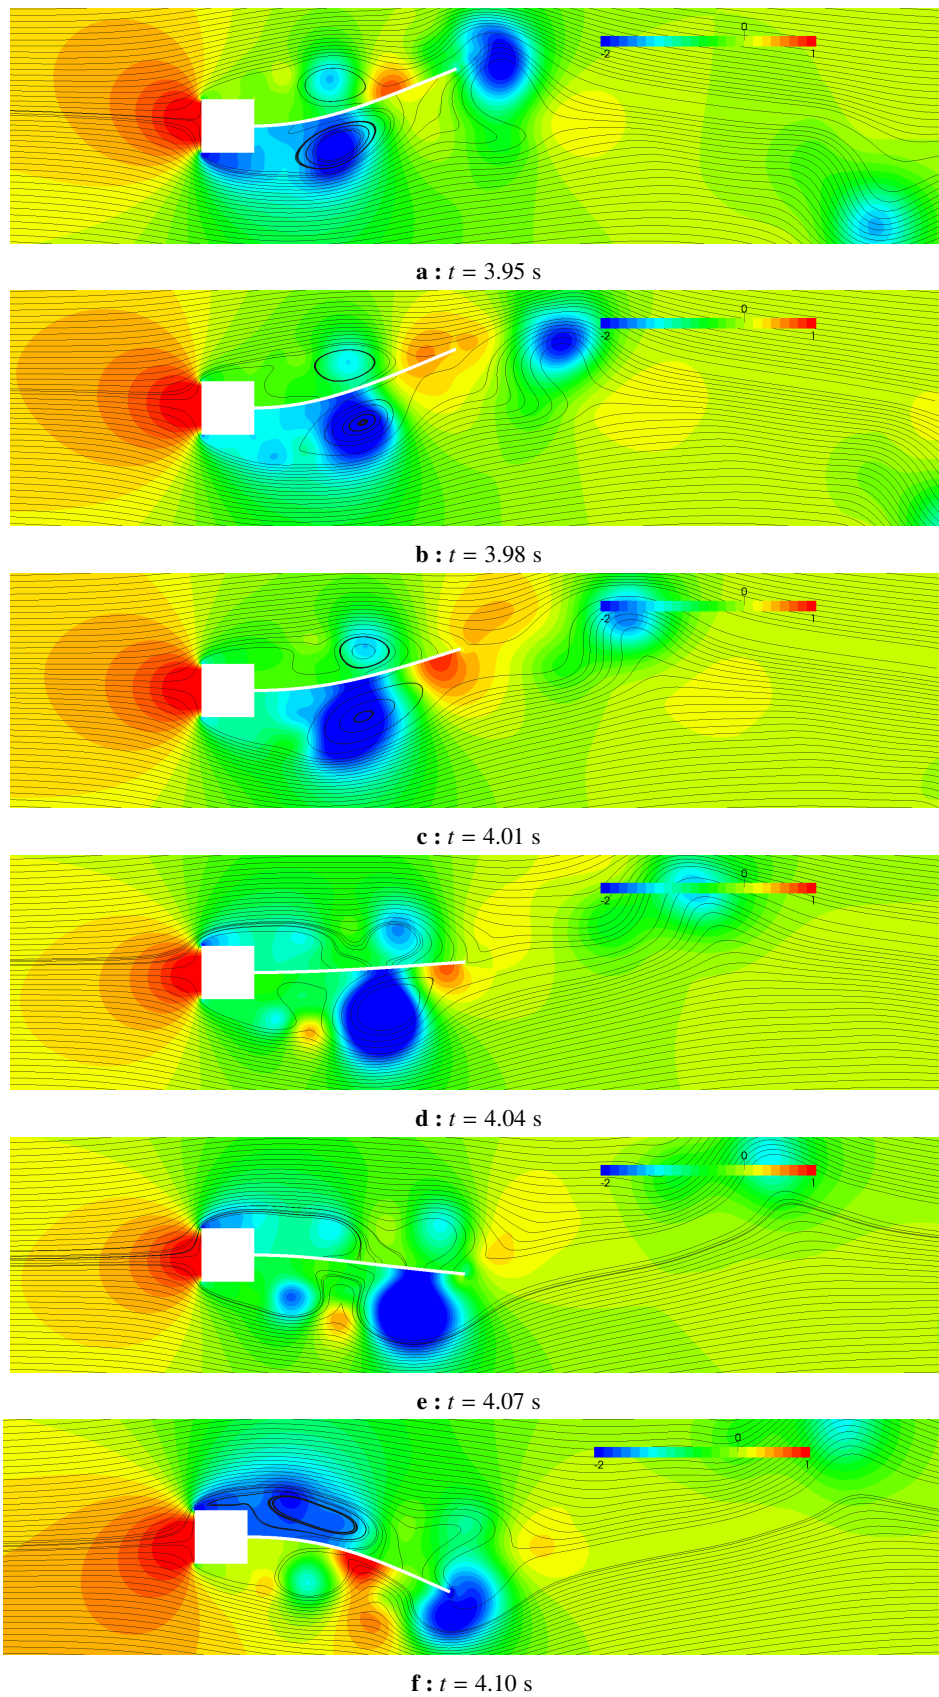 0
-2 1
a : t = 3.95 s
0
-2 1
b : t = 3.98 s
0
-2 1
c : t = 4.01 s
0
-2 1
d : t = 4.04 s
0
-2 1
e : t = 4.07 s
0
-2 1
f : t = 4.10 s